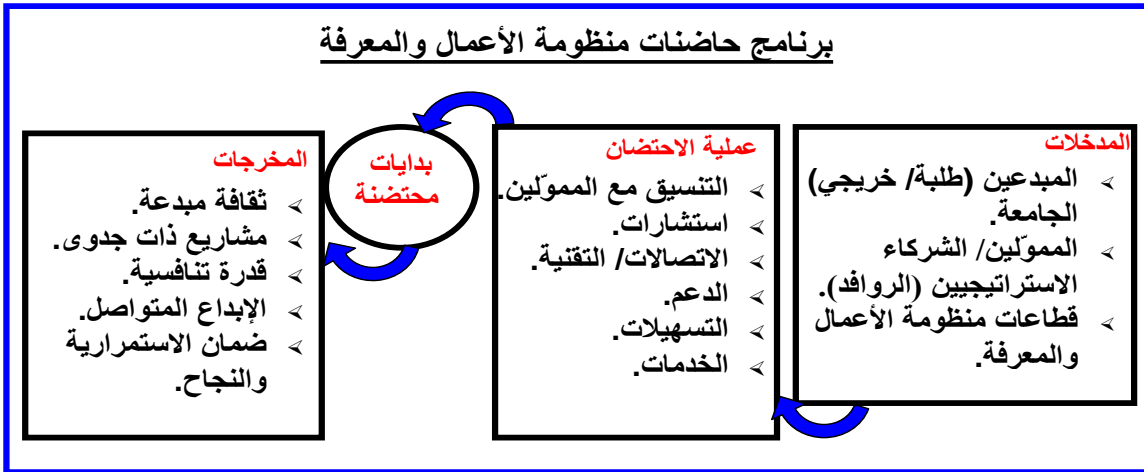 برنامج حاضنات منظومة الأعمال والمعرفة
المدخلات
المبدعين (طلبة/ خريجي)
الجامعة.
المموّلين/ الشركاء
الاستراتيجيين (الروافد).
قطاعات منظومة الأعمال
والمعرفة.
عملية الاحتضان
التنسيق مع المموّلين.
استشارات.
الاتصالات/ التقنية.
الدعم.
التسهيلات.
الخدمات.
بدايات
محتضنة
المخرجات
ثقافة مبدعة.
مشاريع ذات جدوى.
قدرة تنافسية.
الإبداع المتواصل.
ضمان الاستمرارية
والنجاح.